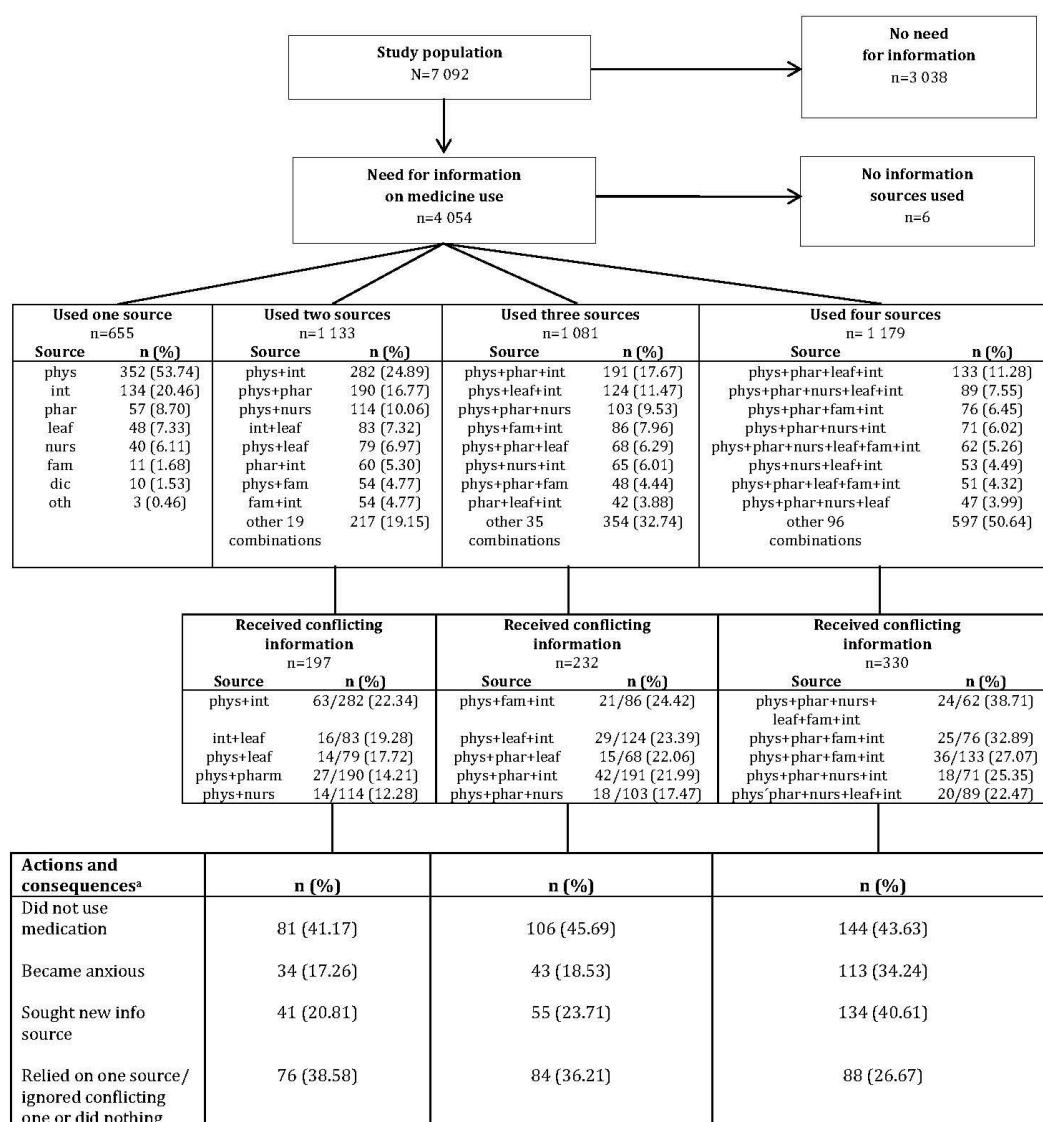 Study population
N=7 092
No need
for information
n=3 038
Need for information
on medicine use
n=4 054
No information
sources used
n=6
Used one source
n=655
Source n (%)
phys 352 (53.74)
int 134 (20.46)
phar 57 (8.70)
leaf 48 (7.33)
nurs 40 (6.11)
fam 11 (1.68)
dic 10 (1.53)
oth 3 (0.46)
Used two sources
n=1 133
Source n (%)
phys+int 282 (24.89)
phys+phar 190 (16.77)
phys+nurs 114 (10.06)
int+leaf 83 (7.32)
phys+leaf 79 (6.97)
phar+int 60 (5.30)
phys+fam 54 (4.77)
fam+int 54 (4.77)
other 19 217 (19.15)
combinations
Used three sources
n=1 081
Source n (%)
phys+phar+int 191 (17.67)
phys+leaf+int 124 (11.47)
phys+phar+nurs 103 (9.53)
phys+fam+int 86 (7.96)
phys+phar+leaf 68 (6.29)
phys+nurs+int 65 (6.01)
phys+phar+fam 48 (4.44)
phar+leaf+int 42 (3.88)
other 35 354 (32.74)
combinations
Used four sources
n= 1 179
Source n (%)
phys+phar+leaf+int 133 (11.28)
phys+phar+nurs+leaf+int 89 (7.55)
phys+phar+fam+int 76 (6.45)
phys+phar+nurs+int 71 (6.02)
phys+phar+nurs+leaf+fam+int 62 (5.26)
phys+nurs+leaf+int 53 (4.49)
phys+phar+leaf+fam+int 51 (4.32)
phys+phar+nurs+leaf 47 (3.99)
other 96 597 (50.64)
combinations
Received conflicting
information
n=197
Source n (%)
phys+int 63/282 (22.34)
int+leaf 16/83 (19.28)
phys+leaf 14/79 (17.72)
phys+pharm 27/190 (14.21)
phys+nurs 14/114 (12.28)
Received conflicting
information
n=232
Source n (%)
phys+fam+int 21/86 (24.42)
phys+leaf+int 29/124 (23.39)
phys+phar+leaf 15/68 (22.06)
phys+phar+int 42/191 (21.99)
phys+phar+nurs 18 /103 (17.47)
Received conflicting
information
n=330
Source n (%)
phys+phar+nurs+ 24/62 (38.71)
leaf+fam+int
phys+phar+fam+int 25/76 (32.89)
phys+phar+fam+int 36/133 (27.07)
phys+phar+nurs+int 18/71 (25.35)
phys´phar+nurs+leaf+int 20/89 (22.47)
Actions and
consequencesᵃ n (%) n (%) n (%)
Did not use
medication 81 (41.17) 106 (45.69) 144 (43.63)
Became anxious 34 (17.26) 43 (18.53) 113 (34.24)
Sought new info 41 (20.81) 55 (23.71) 134 (40.61)
source
Relied on one source/ 76 (38.58) 84 (36.21) 88 (26.67)
ignored conflicting
one or did nothing